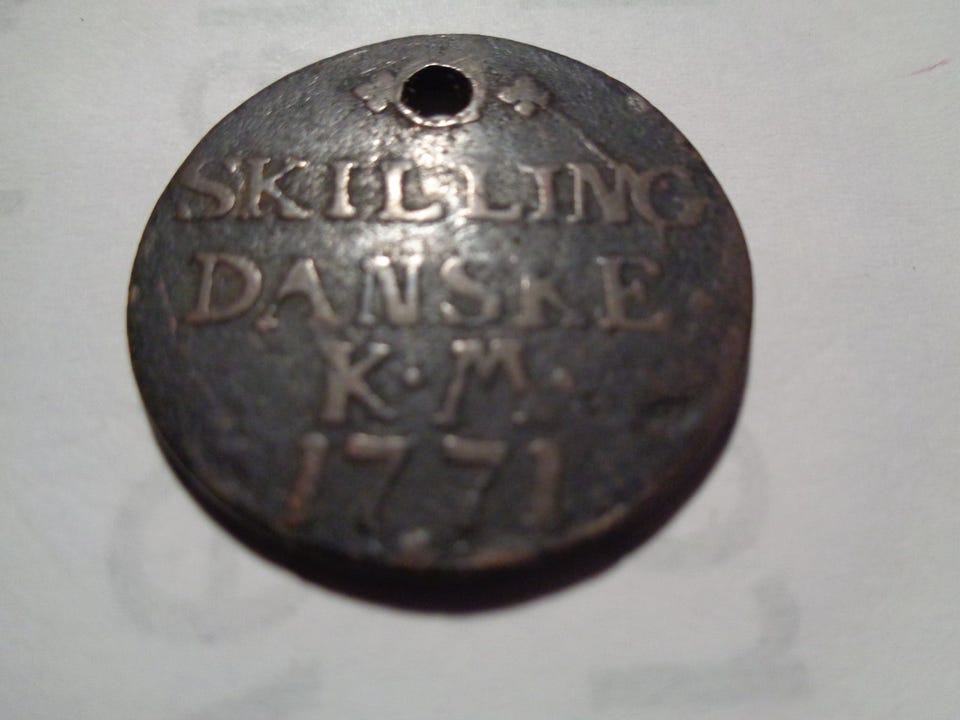 SKILLING
DANSKE
K·M·
1771